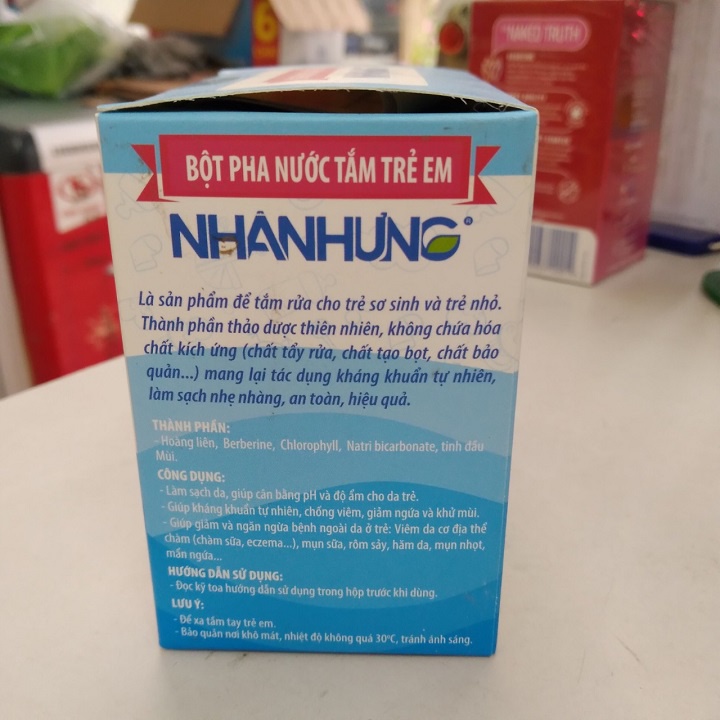 6
"NAKED TRUTH
BỘT PHA NƯỚC TẮM TRẺ EM
NHÂNHƯNG®
Là sản phẩm để tắm rửa cho trẻ sơ sinh và trẻ nhỏ.
Thành phần thảo dược thiên nhiên, không chứa hóa
chất kích ứng (chất tẩy rửa, chất tạo bọt, chất bảo
quản...) mang lại tác dụng kháng khuẩn tự nhiên,
làm sạch nhẹ nhàng, an toàn, hiệu quả.
THÀNH PHẦN:
- Hoàng liên, Berberine, Chlorophyll, Natri bicarbonate, tinh dầu
Mùi.
CÔNG DỤNG:
- Làm sạch da, giúp cân bằng pH và độ ẩm cho da trẻ.
- Giúp kháng khuẩn tự nhiên, chống viêm, giảm ngứa và khử mùi.
- Giúp giảm và ngăn ngừa bệnh ngoài da ở trẻ: Viêm da cơ địa thể
chàm (chàm sữa, eczema...), mụn sữa, rôm sảy, hăm da, mụn nhọt,
mẩn ngứa...
HƯỚNG DẪN SỬ DỤNG:
- Đọc kỹ toa hướng dẫn sử dụng trong hộp trước khi dùng.
LƯU Ý:
- Để xa tầm tay trẻ em.
- Bảo quản nơi khô mát, nhiệt độ không quá 30°C, tránh ánh sáng.